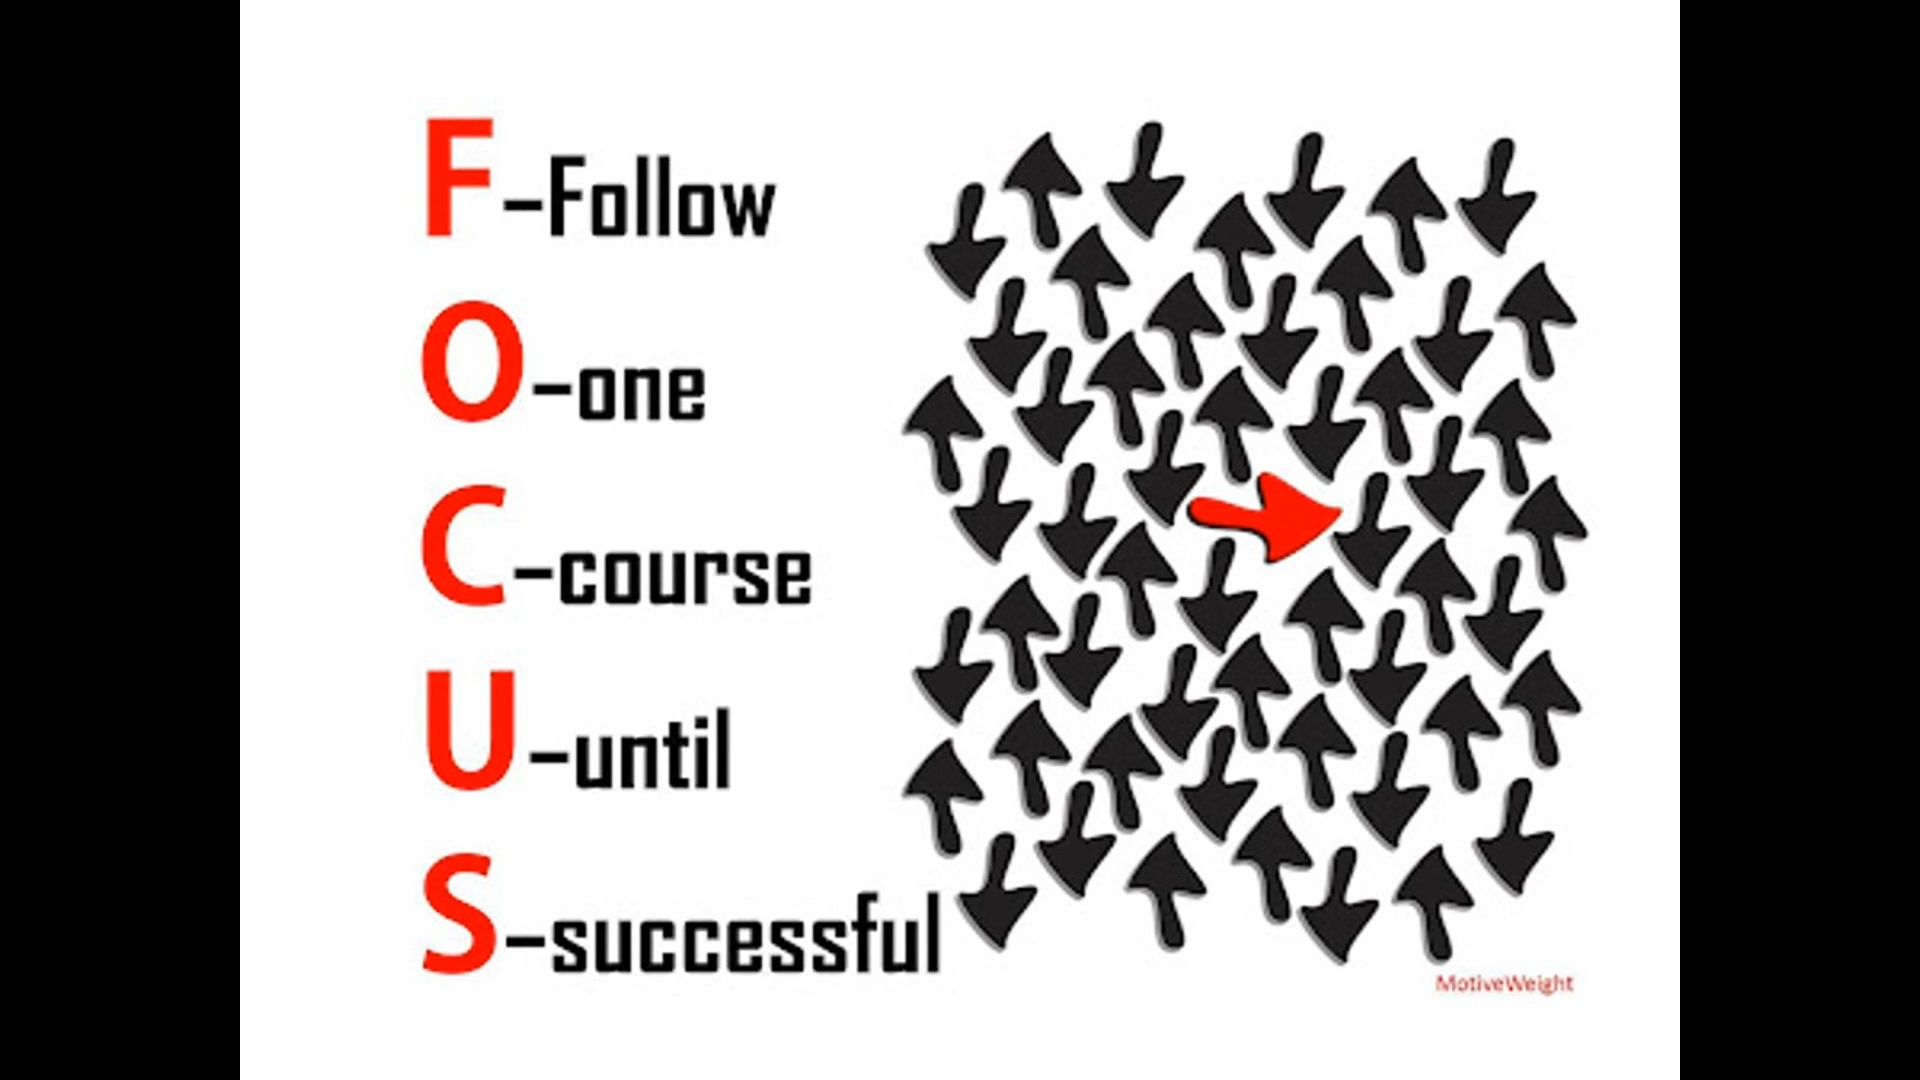 F-Follow
O-one
C-course
U-until
S-successful
MotiveWeight